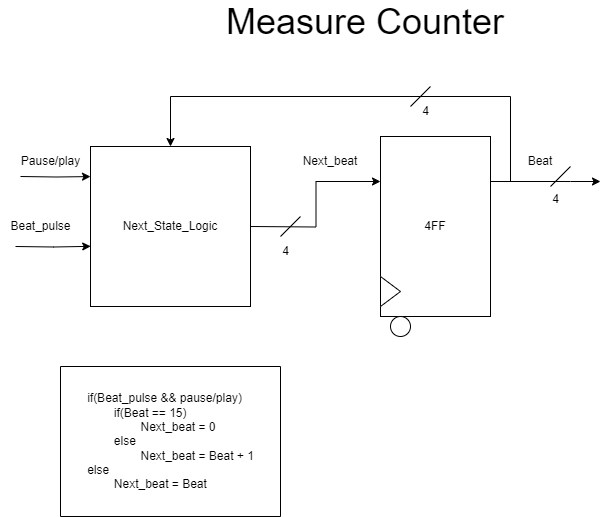 Measure Counter
4
Pause/play
Next_beat
Beat
Beat_pulse
Next_State_Logic
4FF
4
4
if(Beat_pulse && pause/play)
if(Beat == 15)
Next_beat = 0
else
Next_beat = Beat + 1
else
Next_beat = Beat